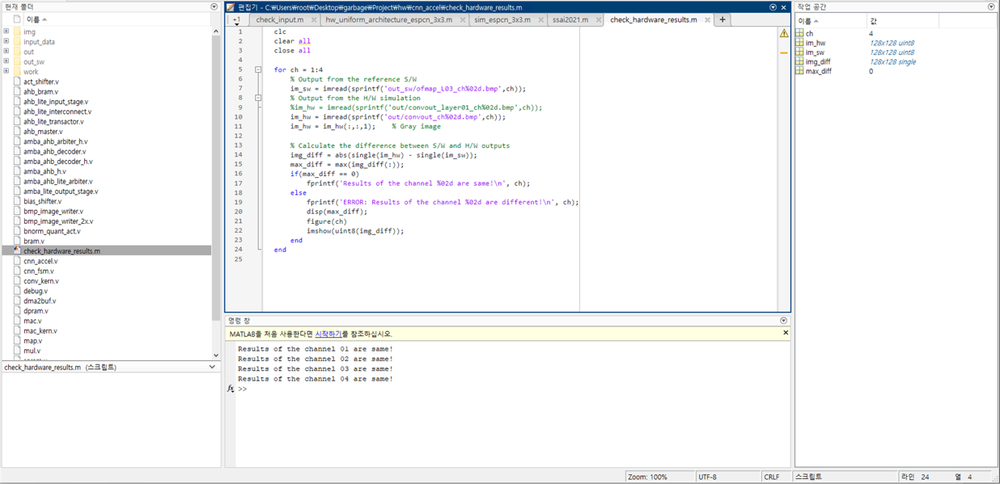 현재 폴더
이름
img
input_data
out
out_sw
work
act_shifter.v
ahb_bram.v
ahb_lite_input_stage.v
ahb_lite_interconnect.v
ahb_lite_transactor.v
ahb_master.v
amba_ahb_arbiter_h.v
amba_ahb_decoder.v
amba_ahb_decoder_h.v
amba_ahb_h.v
amba_ahb_lite_arbiter.v
amba_lite_output_stage.v
bias_shifter.v
bmp_image_writer.v
bmp_image_writer_2x.v
bnorm_quant_act.v
bram.v
check_hardware_results.m
cnn_accel.v
cnn_fsm.v
conv_kern.v
debug.v
dma2buf.v
dpram.v
mac.v
mac_kern.v
map.v
mul.v
check_hardware_results.m (스크립트)
편집기 - C:₩Users₩root₩Desktop₩garbage₩Project₩hw₩cnn_accel₩check_hardware_results.m
+1 check_input.m hw_uniform_architecture_espcn_3x3.m sim_espcn_3x3.m ssai2021.m check_hardware_results.m +
1 clc
2 clear all
3 close all
4
5 for ch = 1:4
6 % Output from the reference S/W
7 im_sw = imread(sprintf('out_sw/ofmap_L03_ch%02d.bmp',ch));
8 % Output from the H/W simulation
9 %im_hw = imread(sprintf('out/convout_layer01_ch%02d.bmp',ch));
10 im_hw = imread(sprintf('out/convout_ch%02d.bmp',ch));
11 im_hw = im_hw(:,:,1); % Gray image
12
13 % Calculate the difference between S/W and H/W outputs
14 img_diff = abs(single(im_hw) - single(im_sw));
15 max_diff = max(img_diff(:));
16 if(max_diff == 0)
17 fprintf('Results of the channel %02d are same!\n', ch);
18 else
19 fprintf('ERROR: Results of the channel %02d are different!\n', ch);
20 disp(max_diff);
21 figure(ch)
22 imshow(uint8(img_diff));
23 end
24 end
25
명령 창
MATLAB을 처음 사용한다면 시작하기를 참조하십시오.
Results of the channel 01 are same!
Results of the channel 02 are same!
Results of the channel 03 are same!
Results of the channel 04 are same!
fx >>
작업 공간
이름 값
ch 4
im_hw 128x128 uint8
im_sw 128x128 uint8
img_diff 128x128 single
max_diff 0
Zoom: 100% UTF-8 CRLF 스크립트 라인 24 열 4